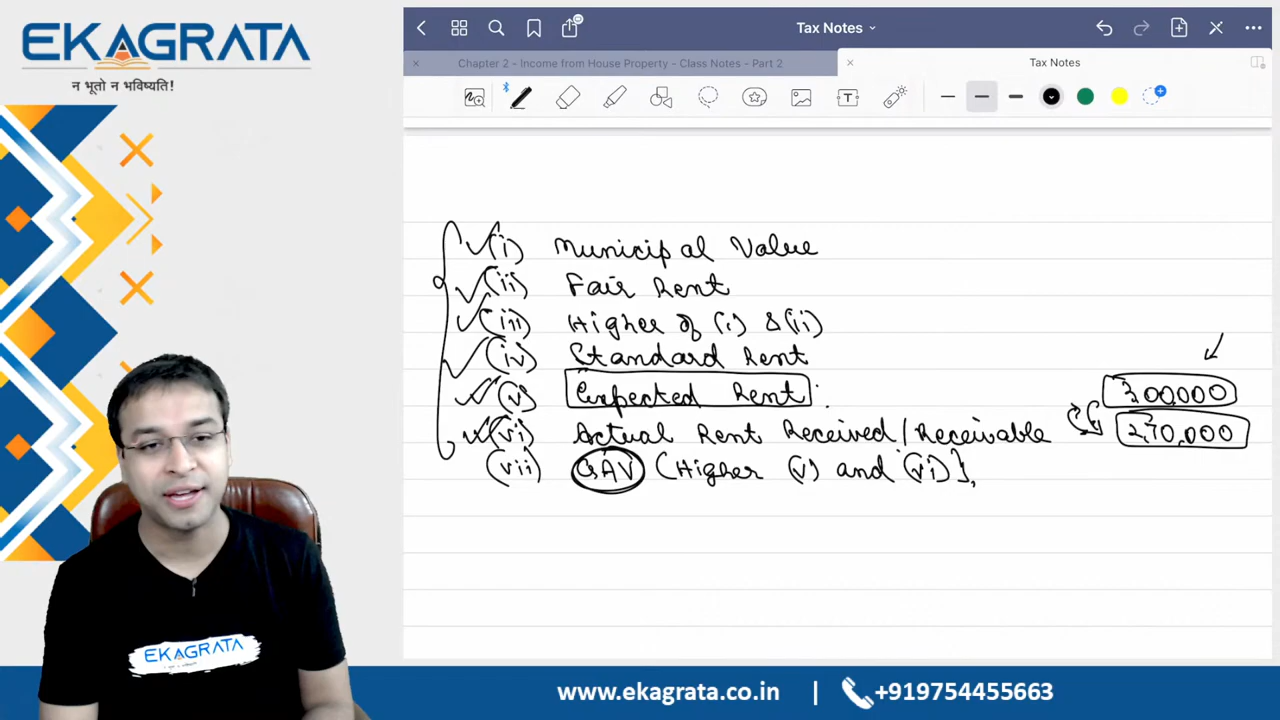 EKAGRATA
न भूतो न भविष्यति!
Tax Notes
Chapter 2 - Income from House Property - Class Notes - Part 2
Tax Notes
(i) Municipal Value
(ii) Fair Rent
(iii) Higher of (i) & (ii)
(iv) Standard Rent
(v) Expected Rent 300000
(vi) Actual Rent Received/Receivable 2,70,000
(vii) GAV (Higher (v) and (vi)},
EKAGRATA
www.ekagrata.co.in | +919754455663